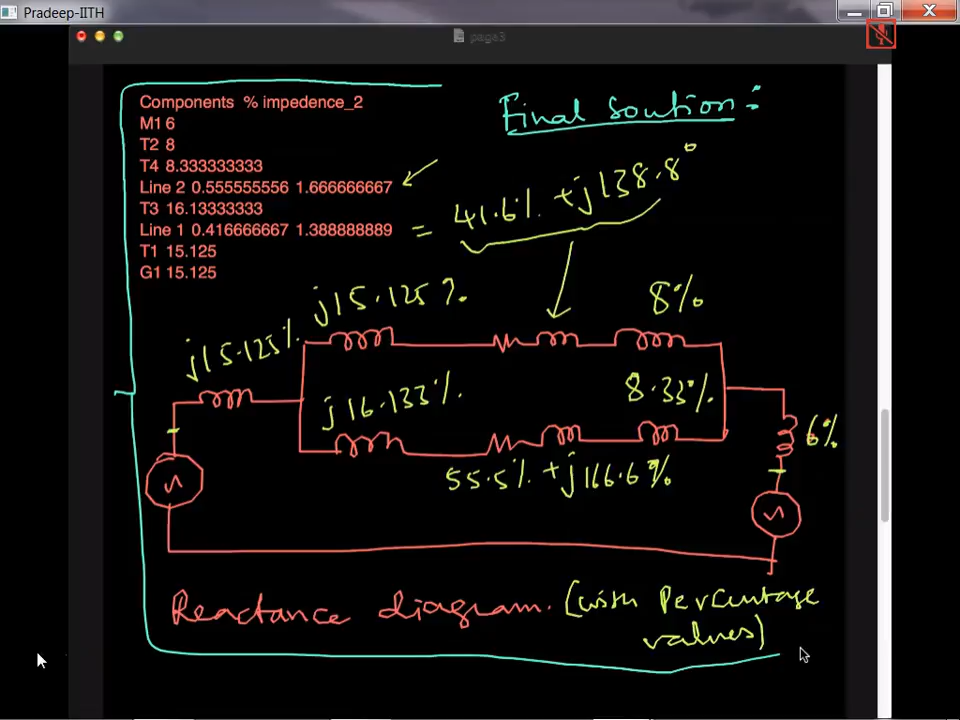 Pradeep-IITH
page3
Components % impedence_2
M1 6
T2 8
T4 8.333333333
Line 2 0.555555556 1.666666667
T3 16.13333333
Line 1 0.416666667 1.388888889
T1 15.125
G1 15.125
Final soution :
= 41.6% +j138.8°
j15.125%
j15.125%
8%
j16.133%
8.33%
6%
55.5% +j166.6%
Reactance diagram. (with Percentage
values)